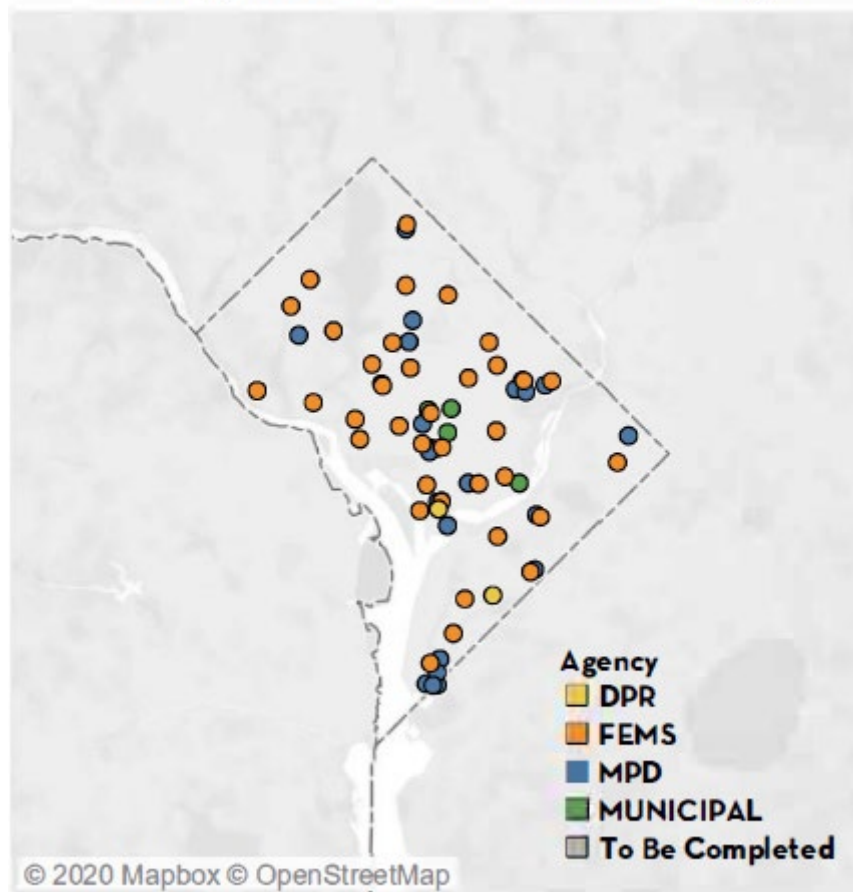 Agency
DPR
FEMS
MPD
MUNICIPAL
To Be Completed
© 2020 Mapbox © OpenStreetMap